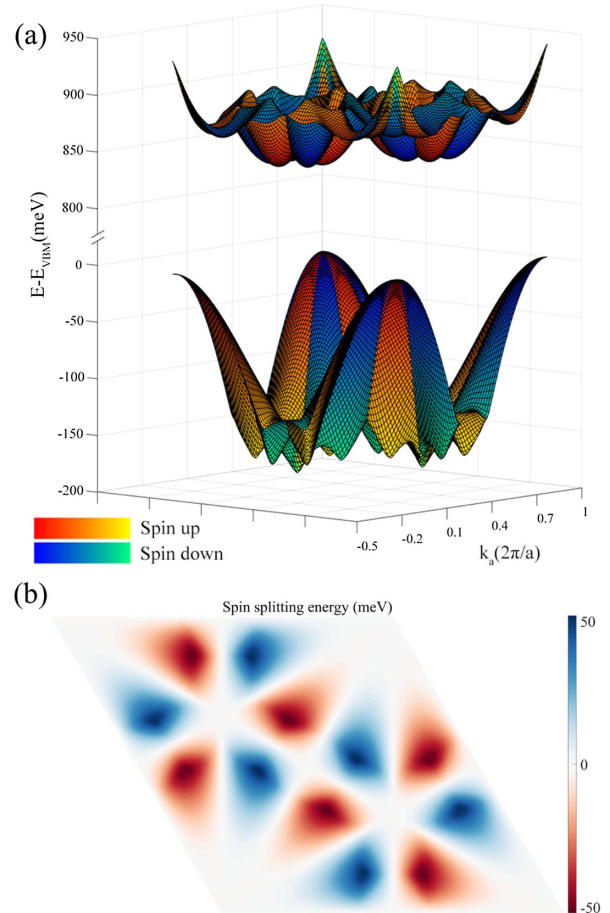 (a)
950
900
850
800
E-E_VBM(meV)
0
-50
-100
-150
-200
-0.5
-0.2
0.1
0.4
0.7
1
k_a(2π/a)
Spin up
Spin down
(b)
Spin splitting energy (meV)
50
0
-50